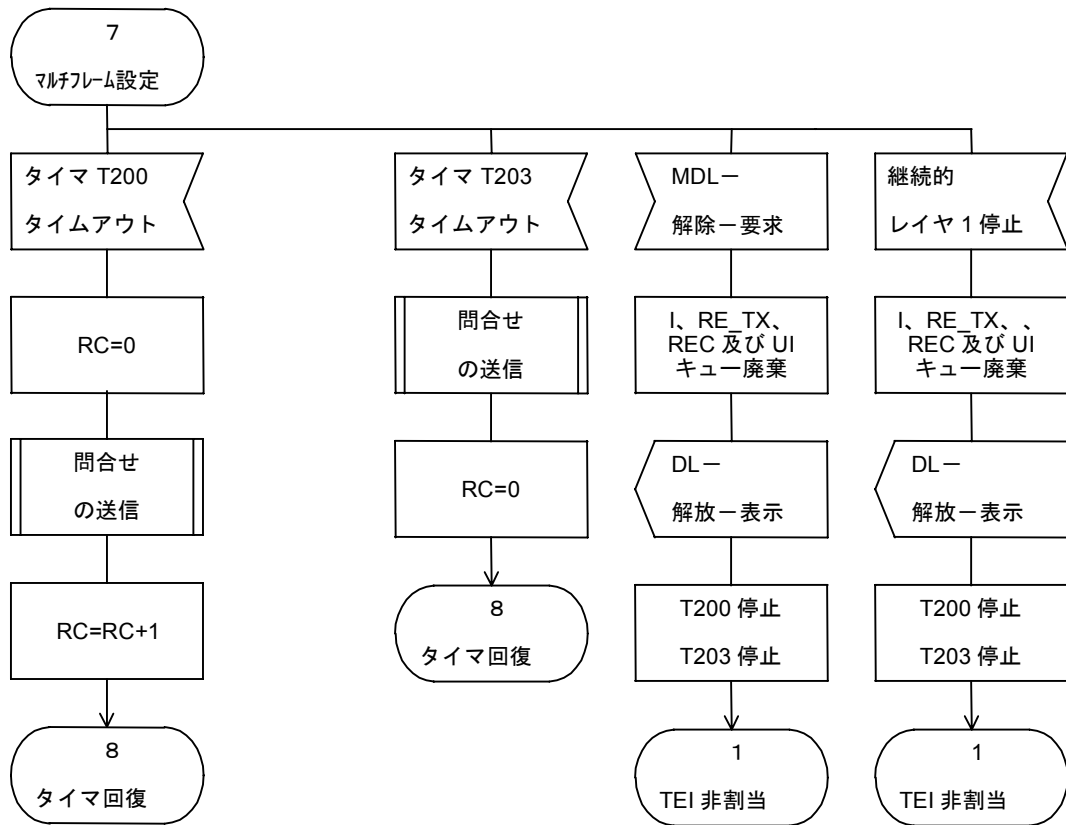 7
ﾏﾙﾁﾌﾚｰﾑ設定
タイマ T200
タイムアウト
RC=0
問合せ
の送信
RC=RC+1
8
タイマ回復
タイマ T203
タイムアウト
問合せ
の送信
RC=0
8
タイマ回復
MDL－
解除－要求
I、RE_TX、
REC 及び UI
キュー廃棄
DL－
解放－表示
T200 停止
T203 停止
1
TEI 非割当
継続的
レイヤ 1 停止
I、RE_TX、、
REC 及び UI
キュー廃棄
DL－
解放－表示
T200 停止
T203 停止
1
TEI 非割当